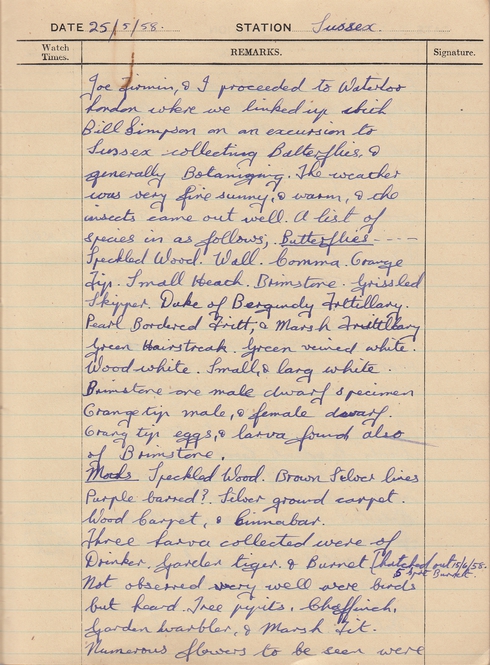 DATE 25/5/58. STATION Sussex.
Watch Times. REMARKS. Signature.
Joe Firmin, & I proceeded to Waterloo
London where we linked up with
Bill Simpson on an excursion to
Sussex collecting Butterflies, &
generally Botanising. The weather
was very fine sunny, & warm, & the
insects came out well. A list of
species in as follows, Butterflies ----
Speckled Wood. Wall. Comma. Orange
Tip. Small Heath. Brimstone. Grissled
Skipper. Duke of Bergundy Frttillary.
Pearl Bordered Fritt, & Marsh Frittillary
Green Hairstreak. Green veined white.
Wood white. Small, & larg white.
Brimstone one male dwarf specimen
Orange tip male, & female dwarf.
Orang tip eggs, & larva found also
of Brimstone.
Moths Speckled Wood. Brown Silver lines
Purple barred?. Silver ground carpet.
Wood Carpet, & Cinnabar.
Three larva collected were of
Drinker. Garden tiger. & Burnet (hatched out 15/6/58.
5 spot Burnet.
Not observed very well were birds
but heard. Tree pipits, Chaffinch,
Garden warbler, & Marsh Tit.
Numerous flowers to be seen were